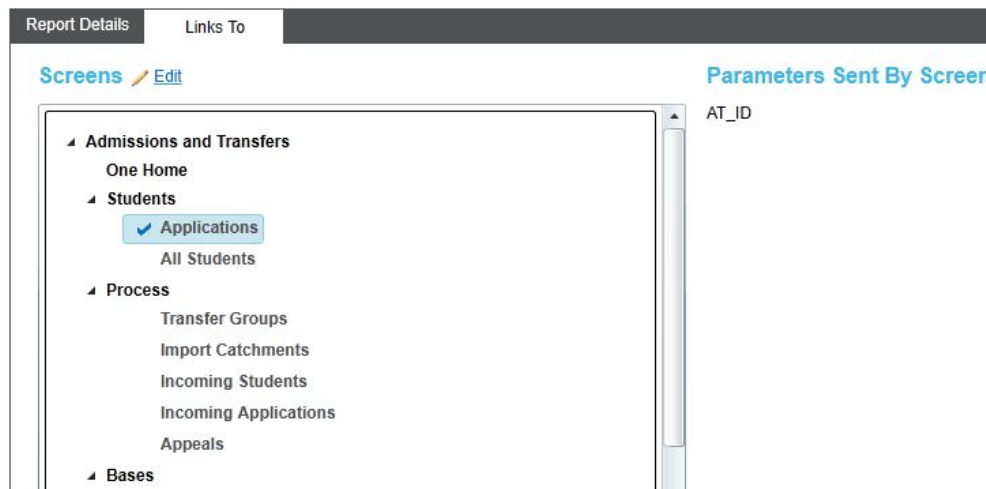 Report Details
Links To
Screens Edit
Parameters Sent By Screen
AT_ID
Admissions and Transfers
One Home
Students
Applications
All Students
Process
Transfer Groups
Import Catchments
Incoming Students
Incoming Applications
Appeals
Bases